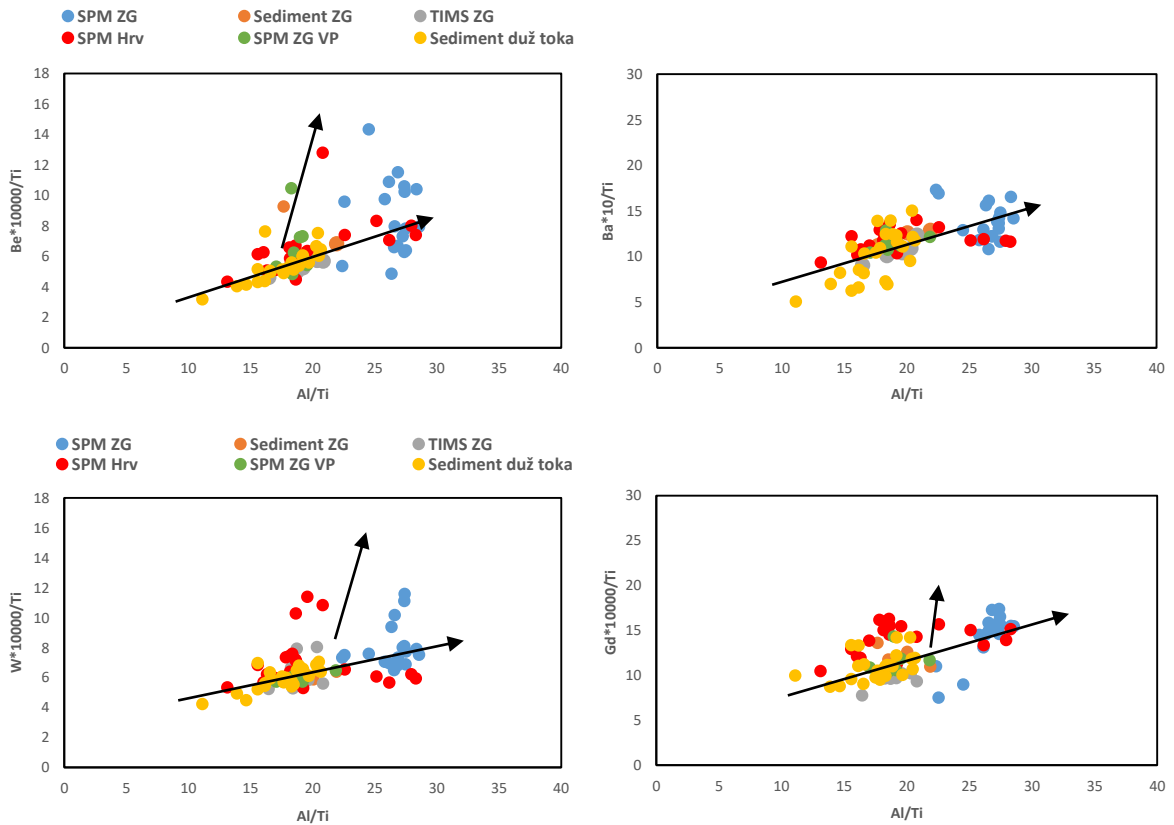 SPM ZG Sediment ZG TIMS ZG
SPM Hrv SPM ZG VP Sediment duž toka
18
16
14
12
10
8
6
4
2
0
0 5 10 15 20 25 30 35 40
Be*10000/Ti
Al/Ti
30
25
20
15
10
5
0
0 5 10 15 20 25 30 35 40
Ba*10/Ti
Al/Ti
SPM ZG Sediment ZG TIMS ZG
SPM Hrv SPM ZG VP Sediment duž toka
18
16
14
12
10
8
6
4
2
0
0 5 10 15 20 25 30 35 40
W*10000/Ti
Al/Ti
30
25
20
15
10
5
0
0 5 10 15 20 25 30 35 40
Gd*10000/Ti
Al/Ti